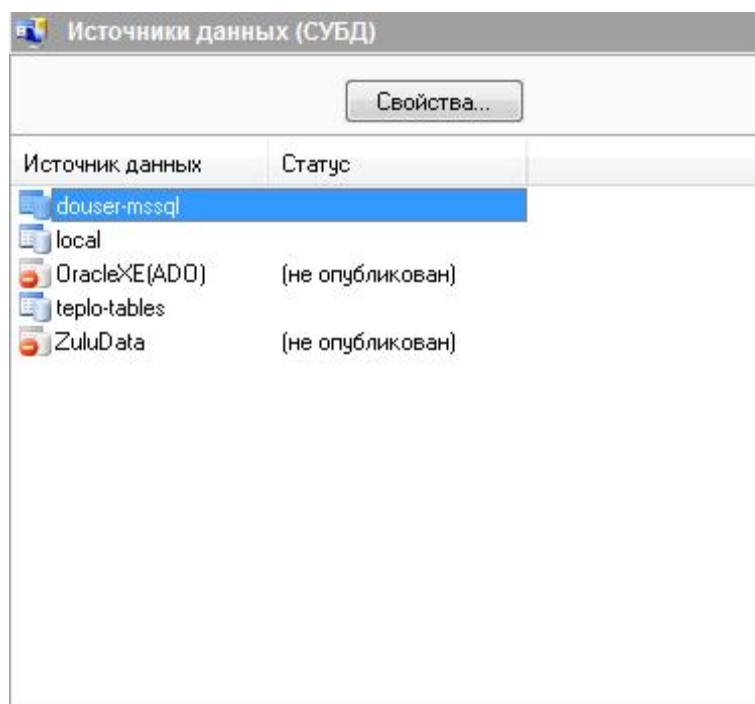 Источники данных (СУБД)
Свойства...
Источник данных Статус
douser-mssql
local
OracleXE(ADO) (не опубликован)
teplo-tables
ZuluData (не опубликован)